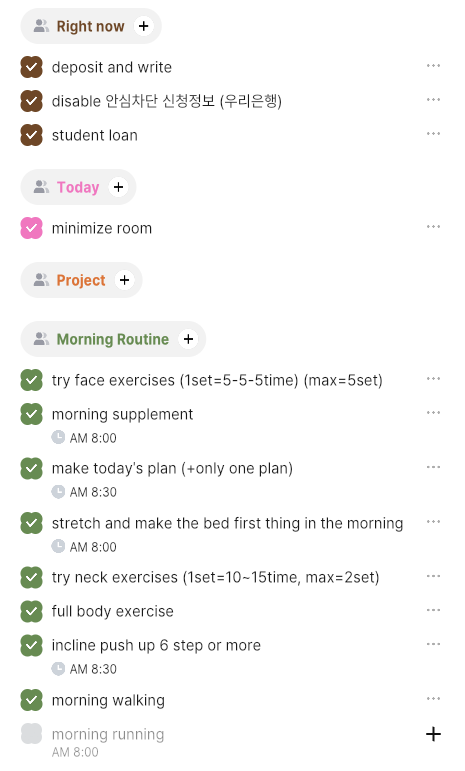 Right now
deposit and write
disable 안심차단 신청정보 (우리은행)
student loan
Today
minimize room
Project
Morning Routine
try face exercises (1set=5-5-5time) (max=5set)
morning supplement
AM 8:00
make today's plan (+only one plan)
AM 8:30
stretch and make the bed first thing in the morning
AM 8:00
try neck exercises (1set=10~15time, max=2set)
full body exercise
incline push up 6 step or more
AM 8:30
morning walking
morning running
AM 8:00